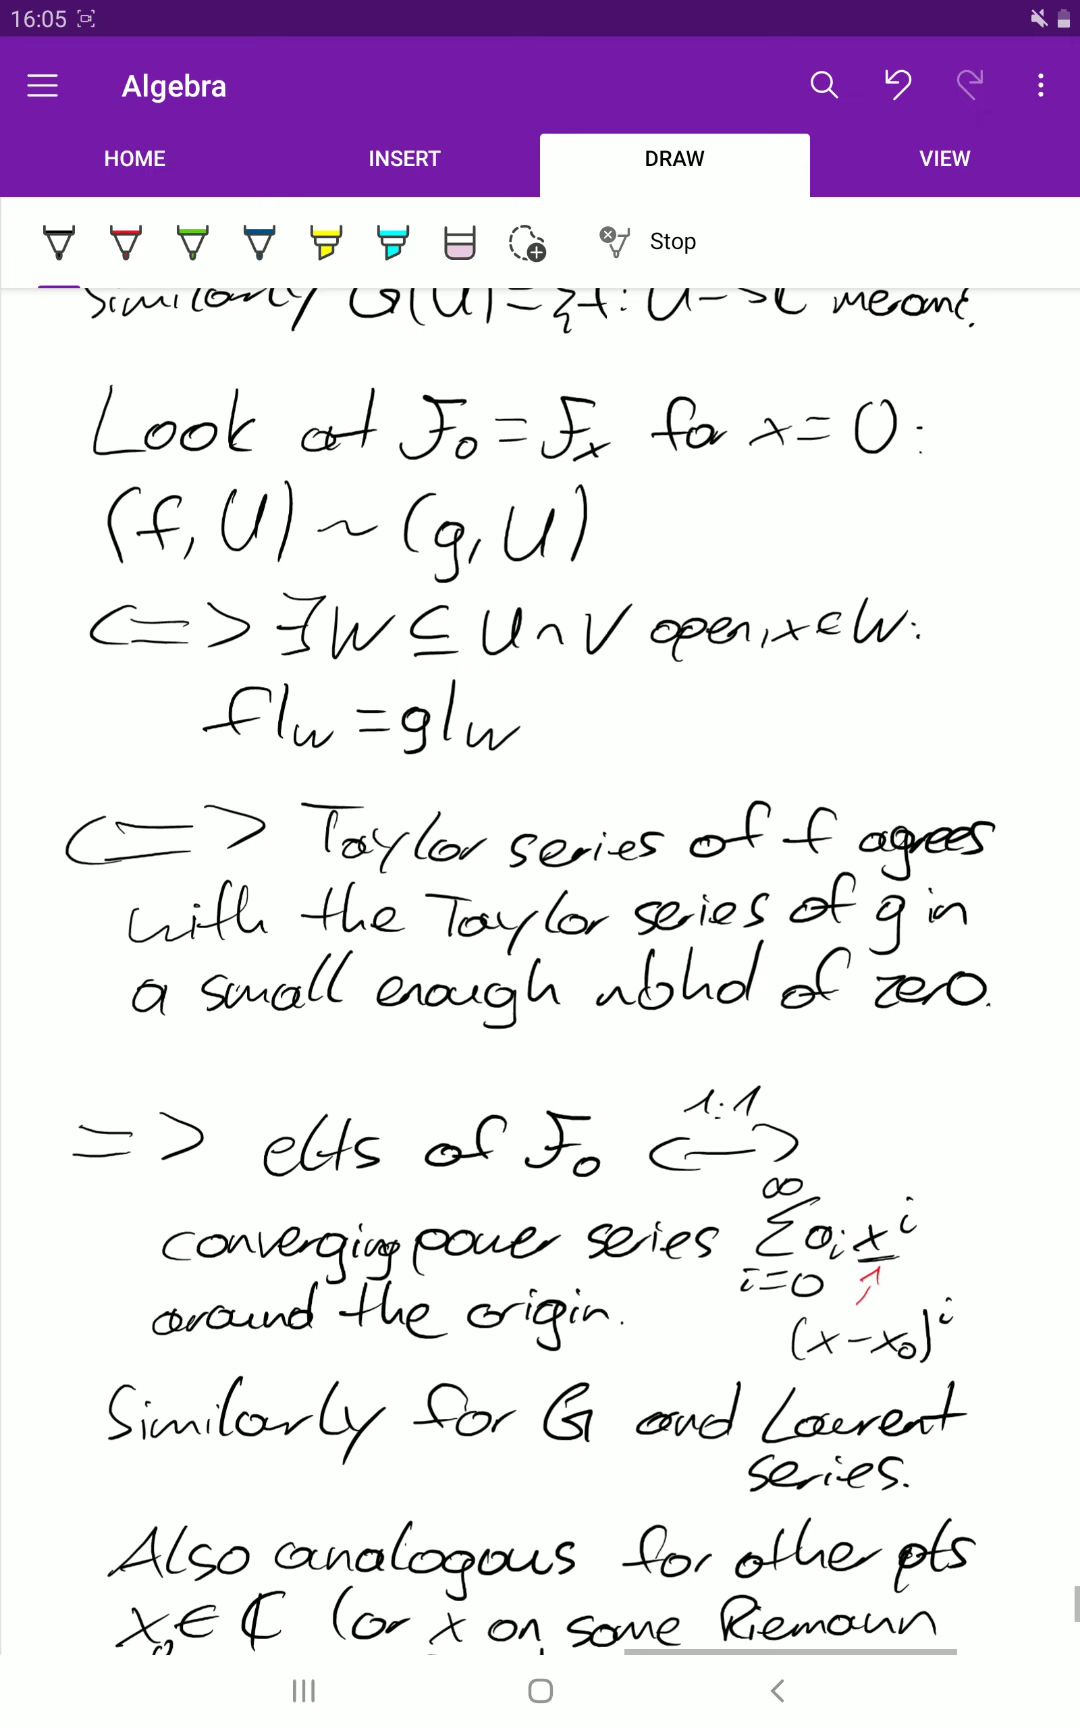 16:05
Algebra
HOME INSERT DRAW VIEW
Stop
Similarly G(U)={f: U->C merom.
Look at F₀=Fₓ for x=0:
(f,U)~(g,U)
<=> ∃W⊆U∩V open, x∈W:
f|w=g|w
<=> Taylor series of f agrees
with the Taylor series of g in
a small enough nbhd of zero.
1:1
=> elts of F₀ <->
converging power series ∑_{i=0}^{∞} aᵢxⁱ
around the origin. (x-x₀)ⁱ
Similarly for G and Laurent
series.
Also analogous for other pts
x₀∈ℂ (or x on some Riemann